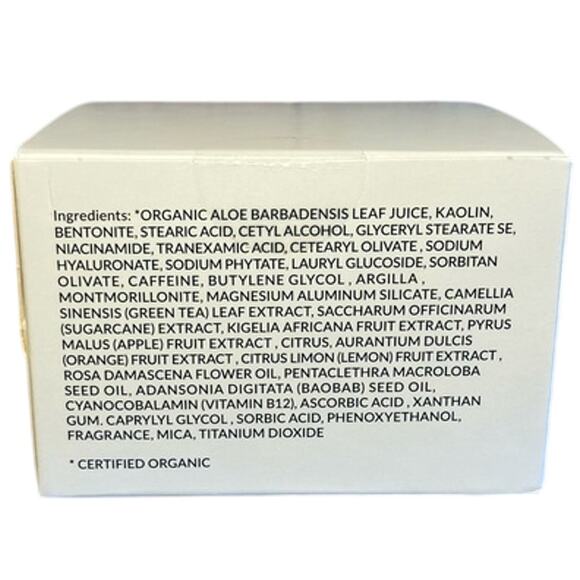 Ingredients: *ORGANIC ALOE BARBADENSIS LEAF JUICE, KAOLIN,
BENTONITE, STEARIC ACID, CETYL ALCOHOL, GLYCERYL STEARATE SE,
NIACINAMIDE, TRANEXAMIC ACID, CETEARYL OLIVATE , SODIUM
HYALURONATE, SODIUM PHYTATE, LAURYL GLUCOSIDE, SORBITAN
OLIVATE, CAFFEINE, BUTYLENE GLYCOL , ARGILLA ,
MONTMORILLONITE, MAGNESIUM ALUMINUM SILICATE, CAMELLIA
SINENSIS (GREEN TEA) LEAF EXTRACT, SACCHARUM OFFICINARUM
(SUGARCANE) EXTRACT, KIGELIA AFRICANA FRUIT EXTRACT, PYRUS
MALUS (APPLE) FRUIT EXTRACT , CITRUS, AURANTIUM DULCIS
(ORANGE) FRUIT EXTRACT , CITRUS LIMON (LEMON) FRUIT EXTRACT ,
ROSA DAMASCENA FLOWER OIL, PENTACLETHRA MACROLOBA
SEED OIL, ADANSONIA DIGITATA (BAOBAB) SEED OIL,
CYANOCOBALAMIN (VITAMIN B12), ASCORBIC ACID , XANTHAN
GUM. CAPRYLYL GLYCOL , SORBIC ACID, PHENOXYETHANOL,
FRAGRANCE, MICA, TITANIUM DIOXIDE
* CERTIFIED ORGANIC